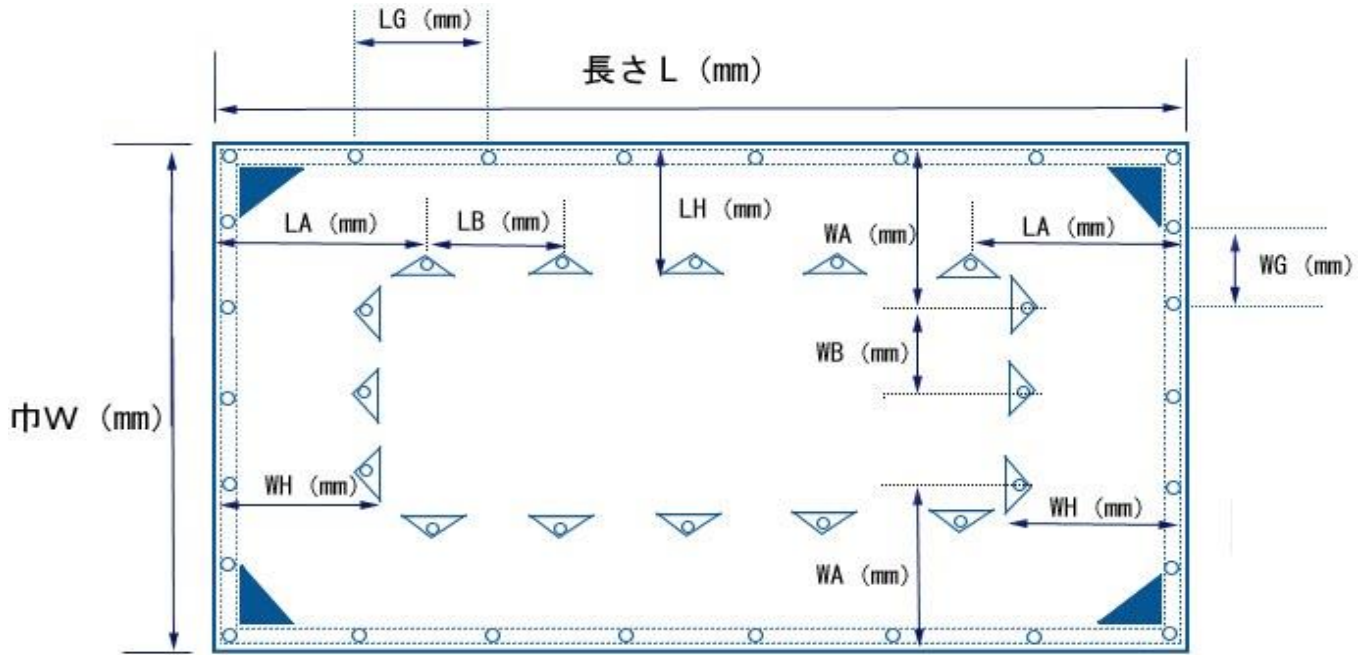 LG (mm)
長さL (mm)
LA (mm)
LB (mm)
LH (mm)
WA (mm)
LA (mm)
WG (mm)
WB (mm)
巾W (mm)
WH (mm)
WH (mm)
WA (mm)